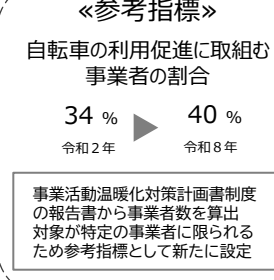 ≪参考指標≫
自転車の利用促進に取組む
事業者の割合
34 % ▶ 40 %
令和2年 令和8年
事業活動温暖化対策計画書制度
の報告書から事業者数を算出
対象が特定の事業者に限られる
ため参考指標として新たに設定